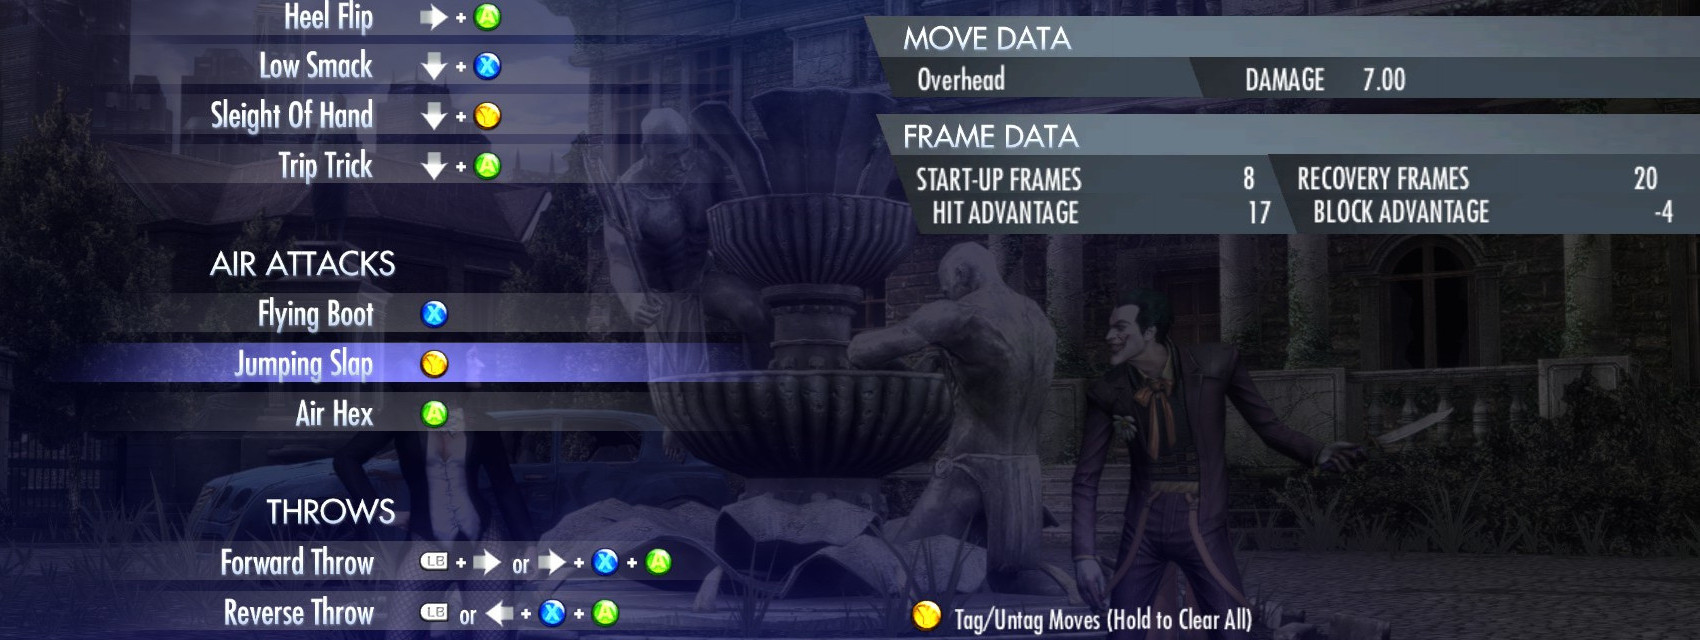 Heel Flip + A
Low Smack + X
Sleight Of Hand + Y
Trip Trick + A
AIR ATTACKS
Flying Boot X
Jumping Slap Y
Air Hex A
THROWS
Forward Throw LB + or + X + A
Reverse Throw LB or + X + A
MOVE DATA
Overhead DAMAGE 7.00
FRAME DATA
START-UP FRAMES 8 RECOVERY FRAMES 20
HIT ADVANTAGE 17 BLOCK ADVANTAGE -4
Y Tag/Untag Moves (Hold to Clear All)